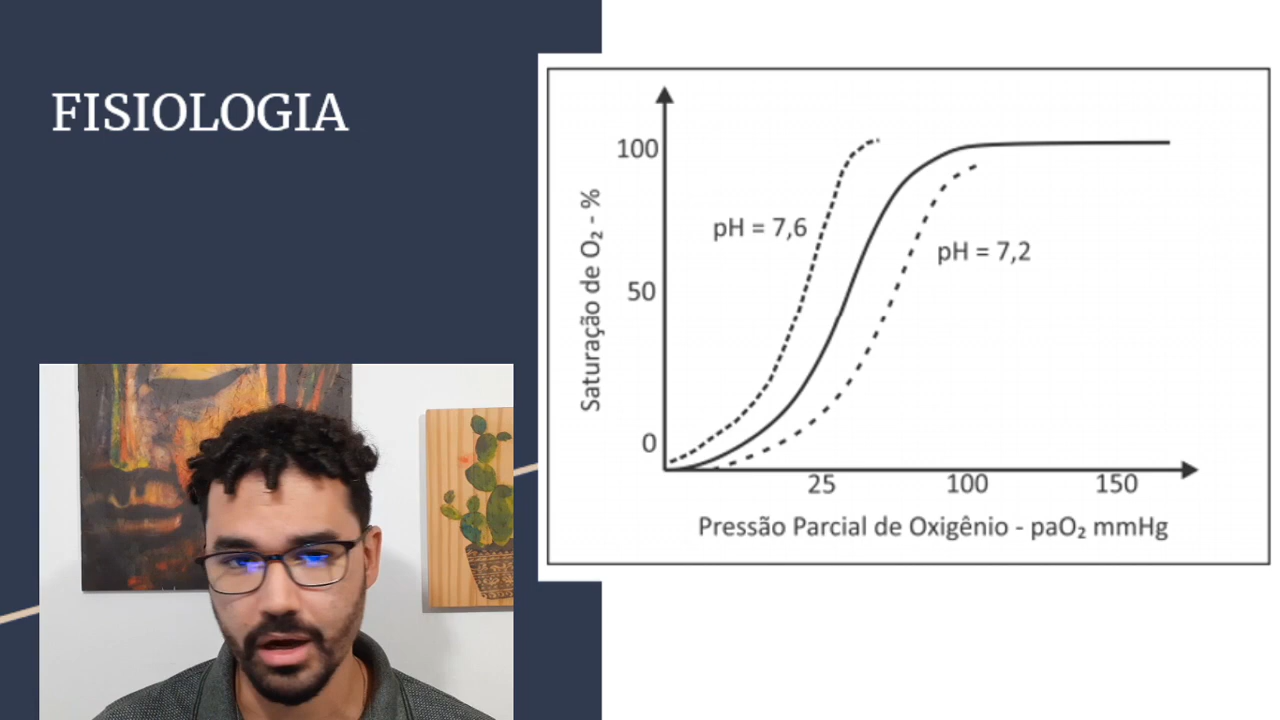 FISIOLOGIA
100
50
0
Saturação de O₂ - %
pH = 7,6
pH = 7,2
25 100 150
Pressão Parcial de Oxigênio - paO₂ mmHg